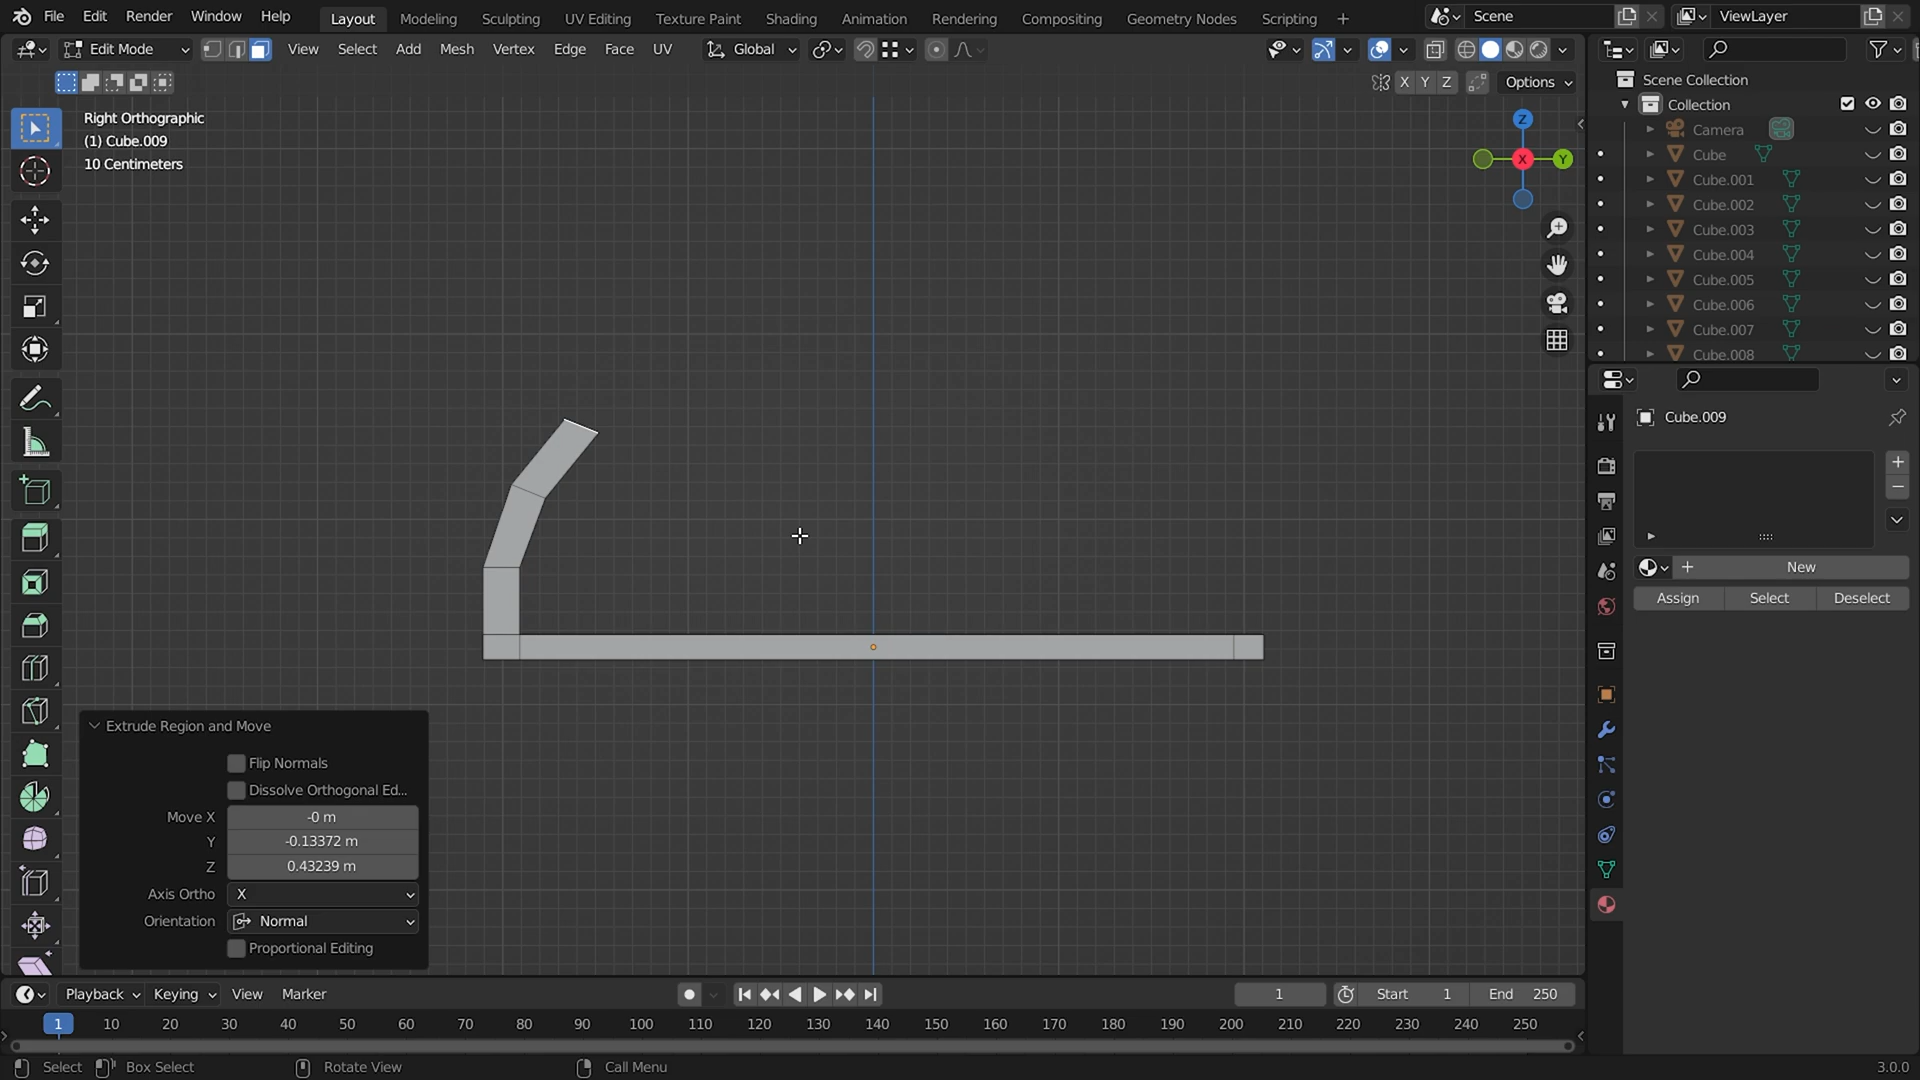 File Edit Render Window Help Layout Modeling Sculpting UV Editing Texture Paint Shading Animation Rendering Compositing Geometry Nodes Scripting + Scene ViewLayer
Edit Mode View Select Add Mesh Vertex Edge Face UV Global
X Y Z Options
Right Orthographic
(1) Cube.009
10 Centimeters
Z
X
Y
Scene Collection
Collection
Camera
Cube
Cube.001
Cube.002
Cube.003
Cube.004
Cube.005
Cube.006
Cube.007
Cube.008
Cube.009
New
Assign Select Deselect
Extrude Region and Move
Flip Normals
Dissolve Orthogonal Ed...
Move X -0 m
Y -0.13372 m
Z 0.43239 m
Axis Ortho X
Orientation Normal
Proportional Editing
Playback Keying View Marker 1 Start 1 End 250
1 10 20 30 40 50 60 70 80 90 100 110 120 130 140 150 160 170 180 190 200 210 220 230 240 250
Select Box Select Rotate View Call Menu 3.0.0